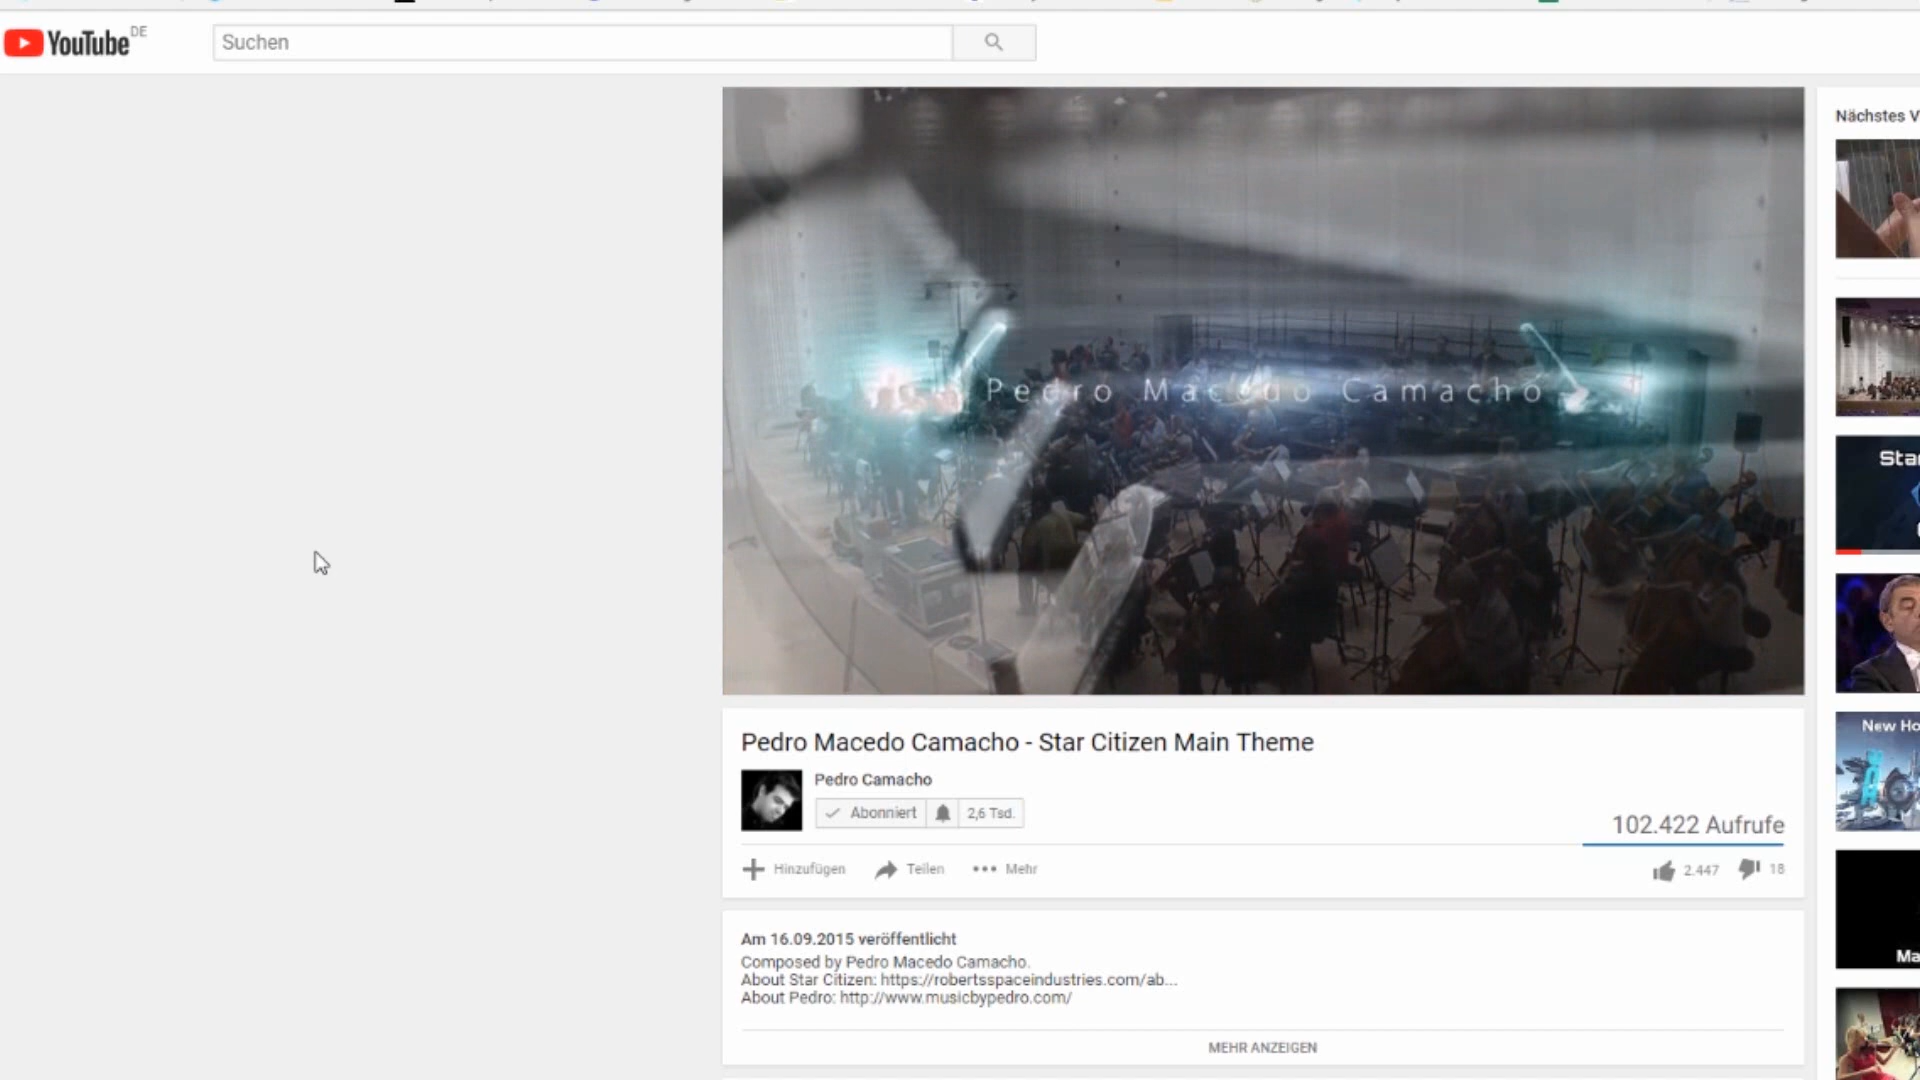 YouTube DE
Suchen
Nächstes V
Pedro Macedo Camacho
Star
Pedro Macedo Camacho - Star Citizen Main Theme
Pedro Camacho
Abonniert 2,6 Tsd.
102.422 Aufrufe
Hinzufügen Teilen Mehr
2.447 18
New Ho
Am 16.09.2015 veröffentlicht
Composed by Pedro Macedo Camacho.
About Star Citizen: https://robertsspaceindustries.com/ab...
About Pedro: http://www.musicbypedro.com/
Ma
MEHR ANZEIGEN